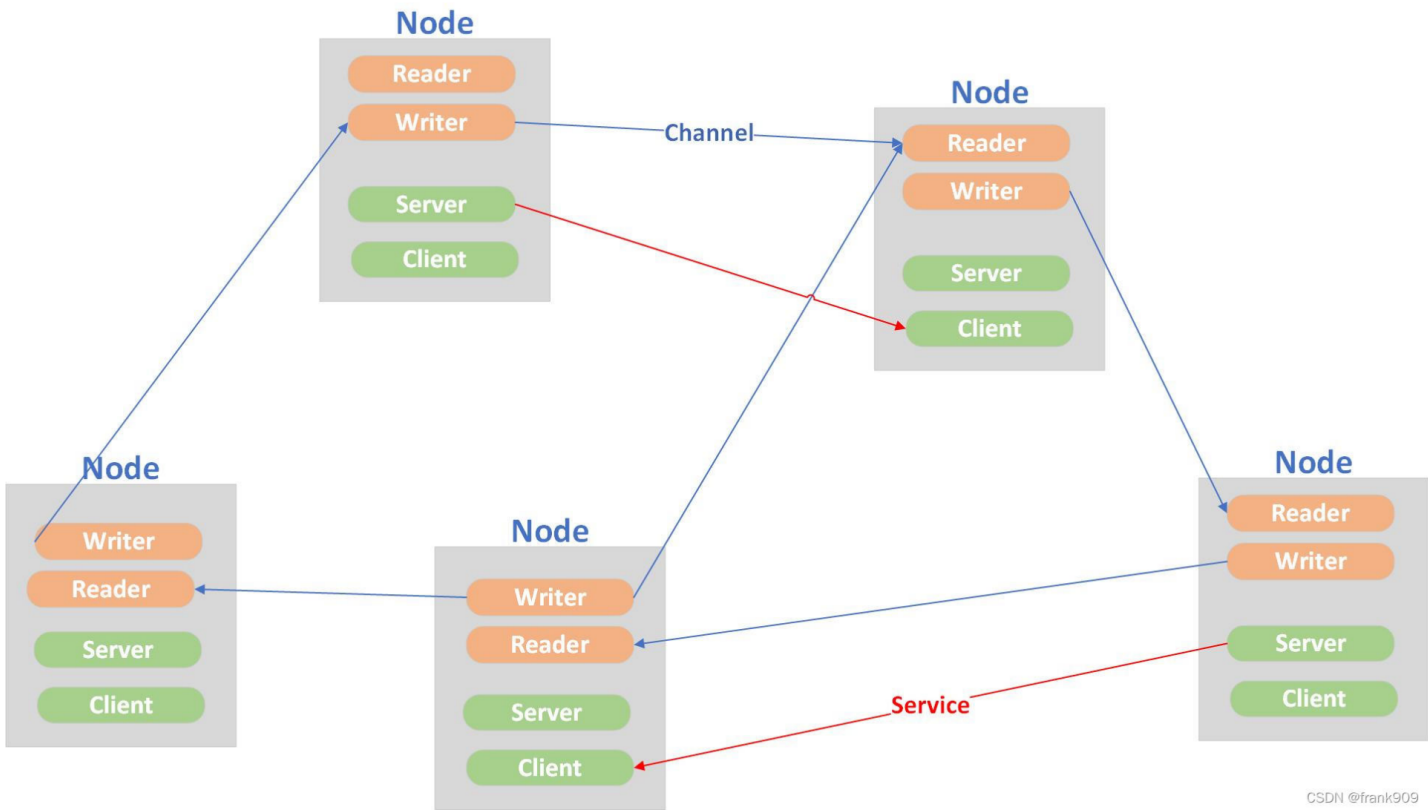 Node
Reader
Writer
Server
Client
Channel
Node
Reader
Writer
Server
Client
Node
Writer
Reader
Server
Client
Node
Writer
Reader
Server
Client
Service
Node
Reader
Writer
Server
Client
CSDN @frank909